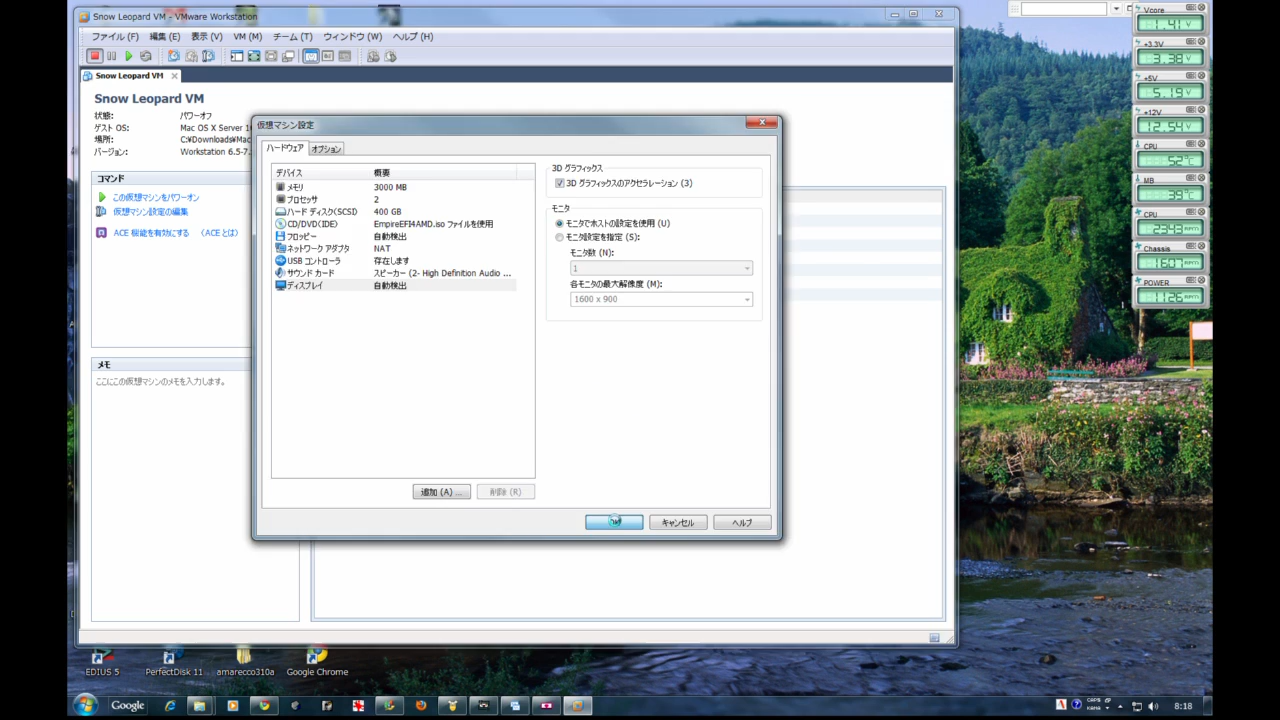 Snow Leopard VM - VMware Workstation
ファイル (F) 編集 (E) 表示 (V) VM (M) チーム (T) ウィンドウ (W) ヘルプ (H)
Snow Leopard VM
Snow Leopard VM
状態: パワーオフ
ゲスト OS: Mac OS X Server 1
場所: C:¥Downloads¥Mac
バージョン: Workstation 6.5-7.
コマンド
この仮想マシンをパワーオン
仮想マシン設定の編集
ACE 機能を有効にする (ACE とは)
メモ
ここにこの仮想マシンのメモを入力します。
仮想マシン設定
ハードウェア オプション
デバイス 概要
メモリ 3000 MB
プロセッサ 2
ハード ディスク(SCSI) 400 GB
CD/DVD(IDE) EmpireEFI4AMD.iso ファイルを使用
フロッピー 自動検出
ネットワーク アダプタ NAT
USB コントローラ 存在します
サウンド カード スピーカー (2- High Definition Audio ...
ディスプレイ 自動検出
追加 (A) ... 削除 (R)
3D グラフィックス
3D グラフィックスのアクセラレーション (3)
モニタ
モニタでホストの設定を使用 (U)
モニタ設定を指定 (S):
モニタ数 (N):
1
各モニタの最大解像度 (M):
1600 x 900
OK キャンセル ヘルプ
Vcore
1.41 V
+3.3V
3.38 V
+5V
5.19 V
+12V
12.54 V
CPU
52°C
MB
39°C
CPU
2343 RPM
Chassis
1607 RPM
POWER
1126 RPM
EDIUS 5 PerfectDisk 11 amarecco310a Google Chrome
Google
A CAPS KANA 8:18